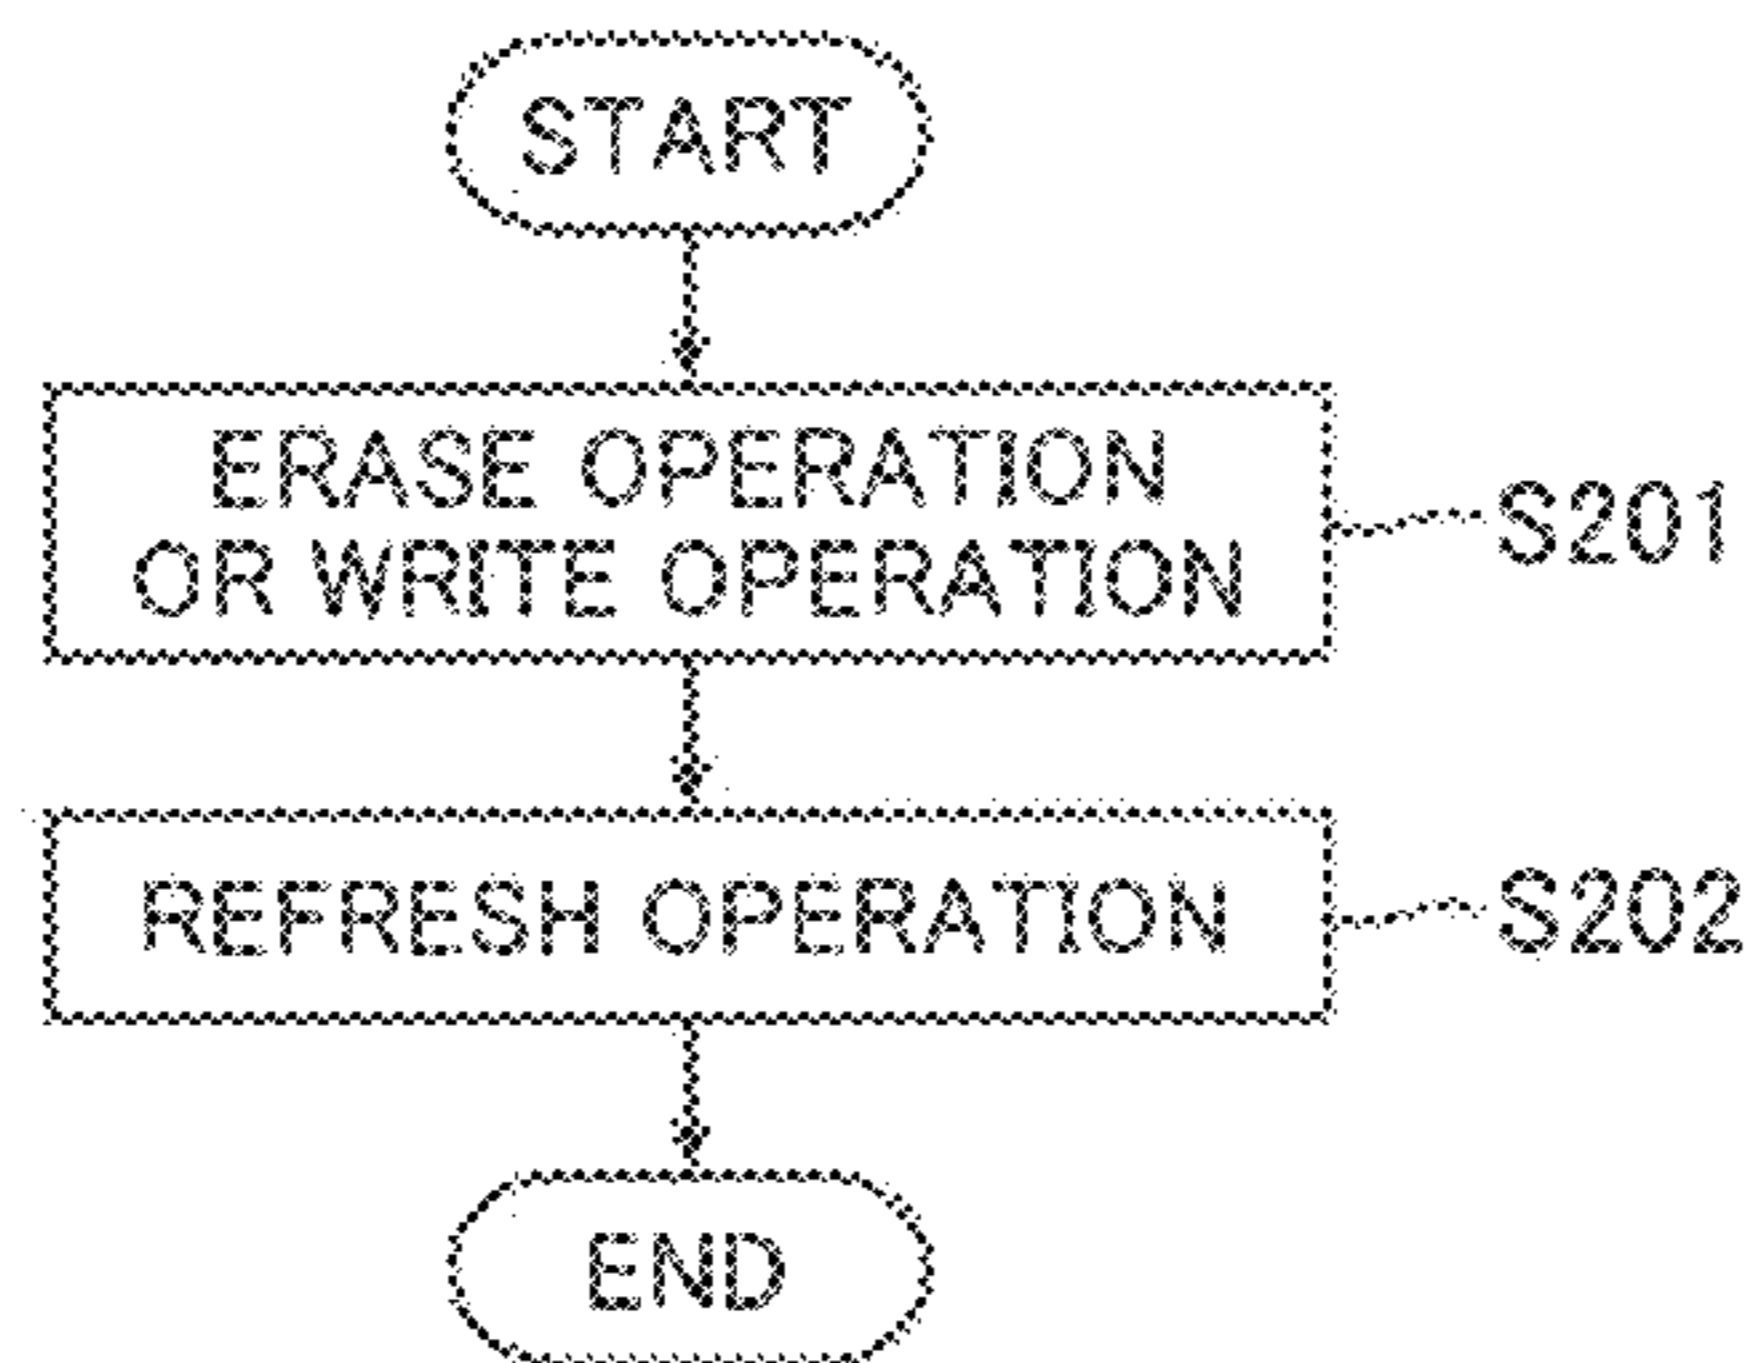 START
ERASE OPERATION
OR WRITE OPERATION
S201
REFRESH OPERATION
S202
END